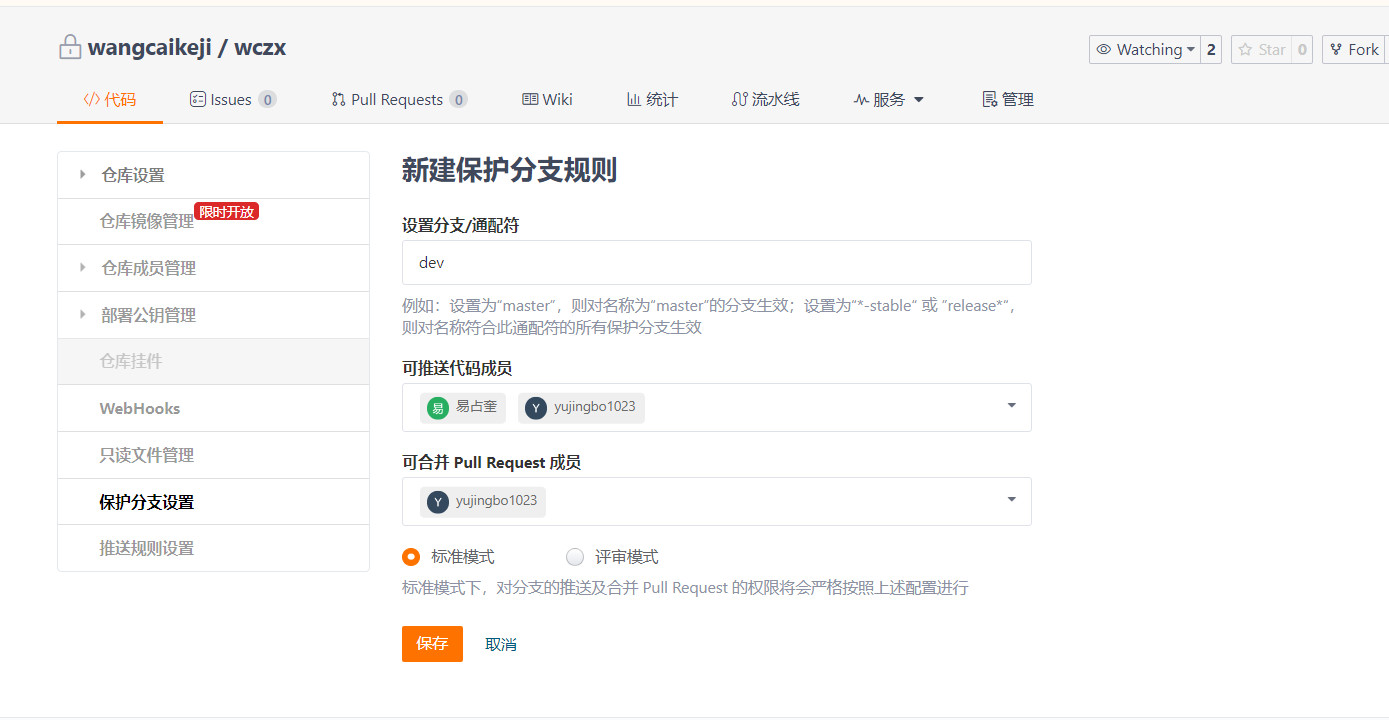 wangcaikeji / wczx
Watching 2 Star 0 Fork
</> 代码 Issues 0 Pull Requests 0 Wiki 统计 流水线 服务 管理
仓库设置
仓库镜像管理 限时开放
仓库成员管理
部署公钥管理
仓库挂件
WebHooks
只读文件管理
保护分支设置
推送规则设置
新建保护分支规则
设置分支/通配符
dev
例如：设置为“master”，则对名称为“master”的分支生效；设置为“*-stable“ 或 ”release*“，
则对名称符合此通配符的所有保护分支生效
可推送代码成员
易 易占奎 Y yujingbo1023
可合并 Pull Request 成员
Y yujingbo1023
标准模式 评审模式
标准模式下，对分支的推送及合并 Pull Request 的权限将会严格按照上述配置进行
保存 取消